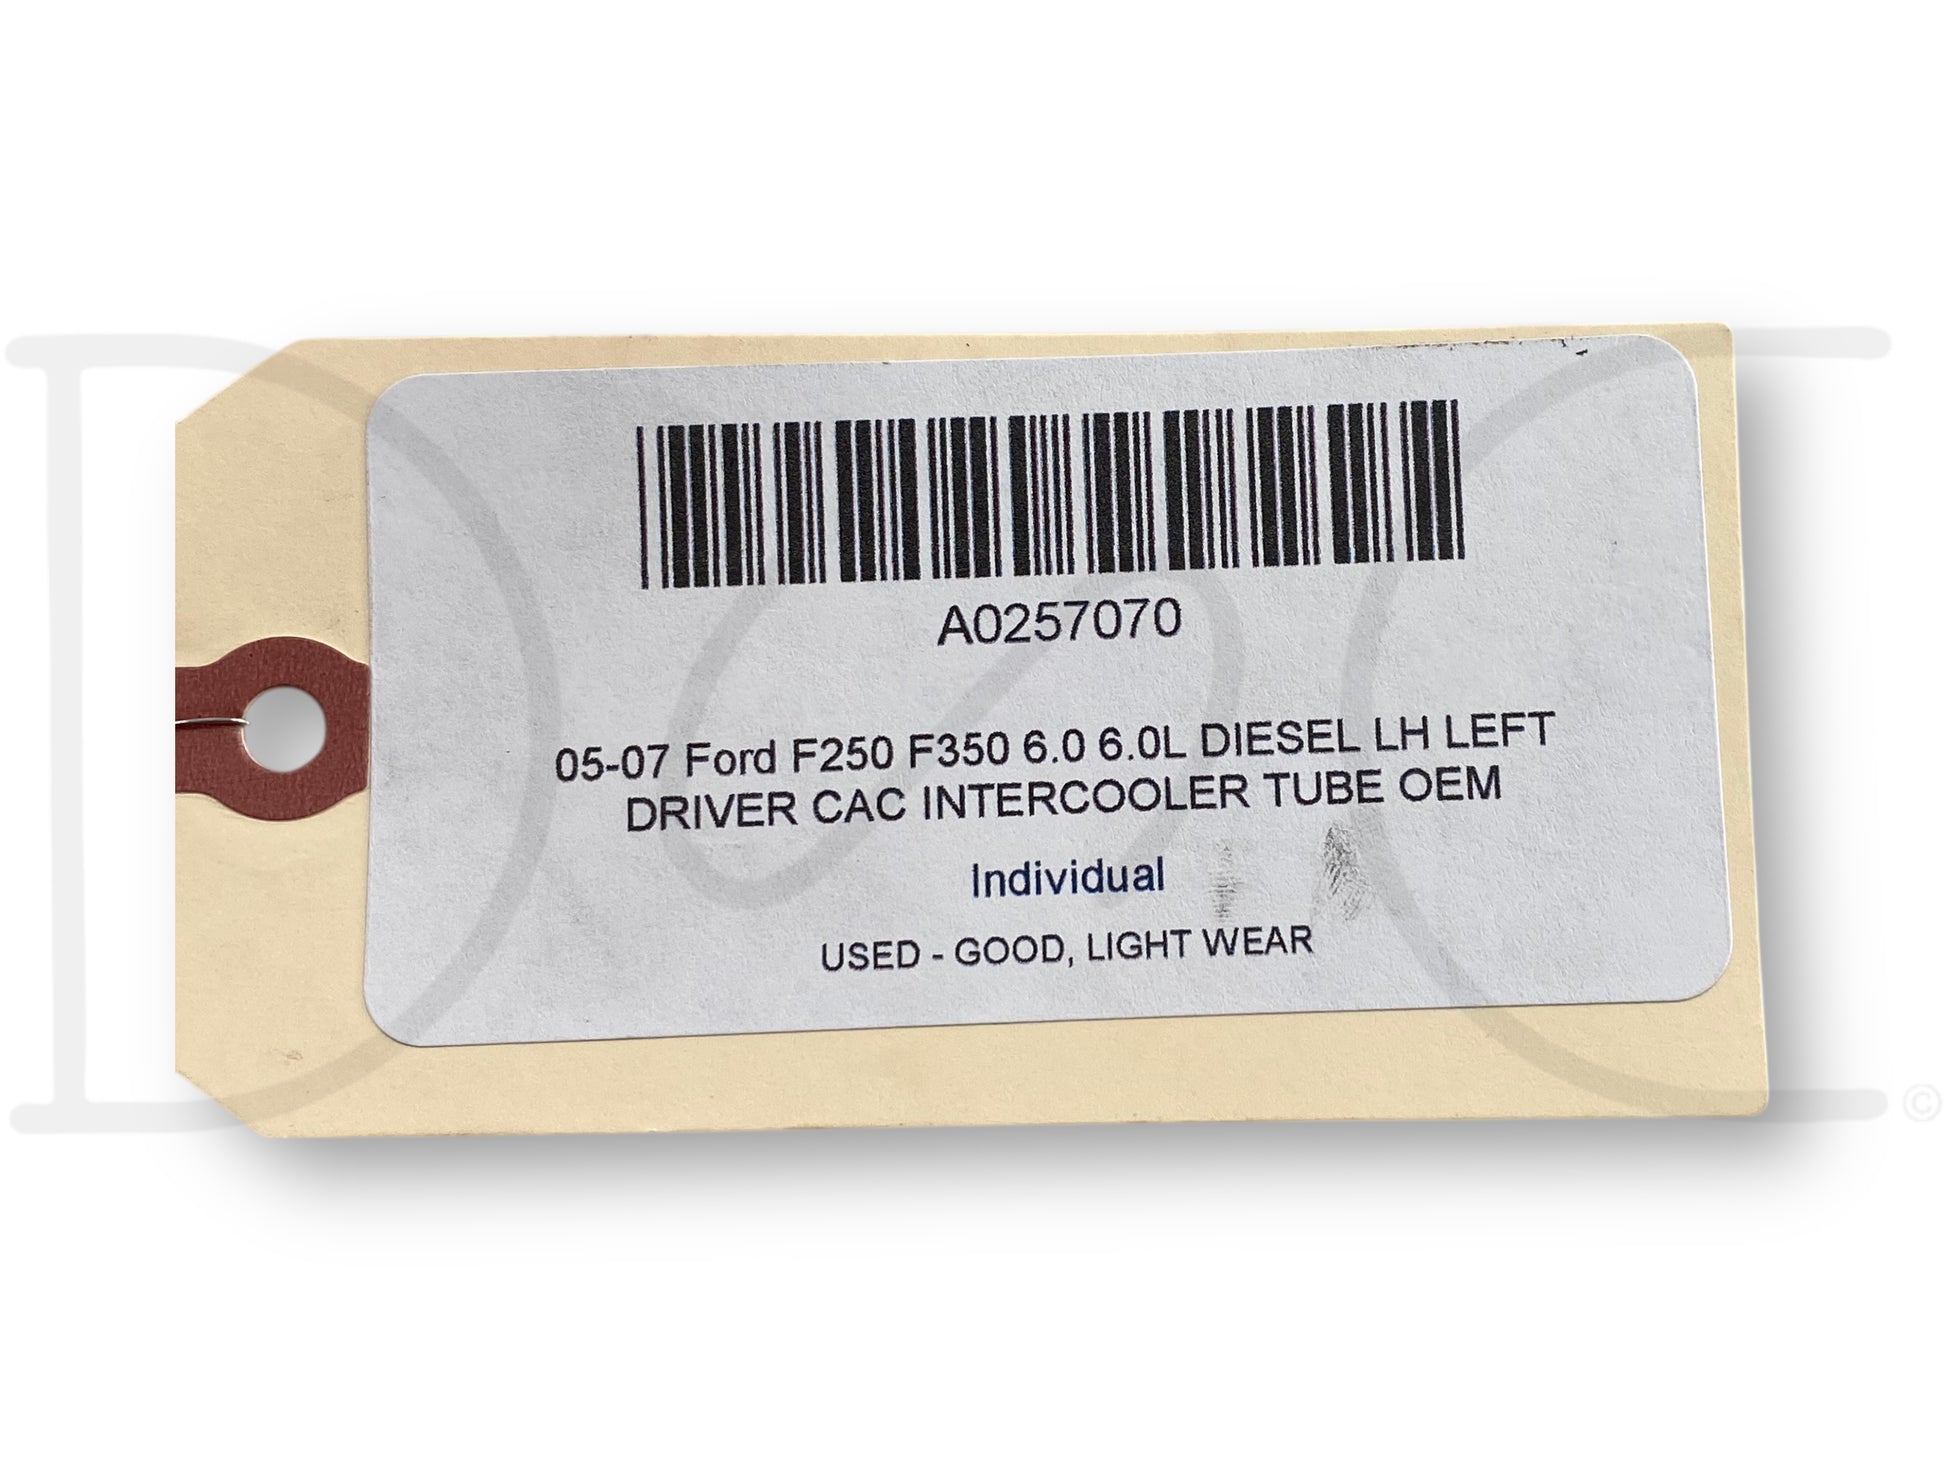 A0257070
05-07 Ford F250 F350 6.0 6.0L DIESEL LH LEFT
DRIVER CAC INTERCOOLER TUBE OEM
Individual
USED - GOOD, LIGHT WEAR
©